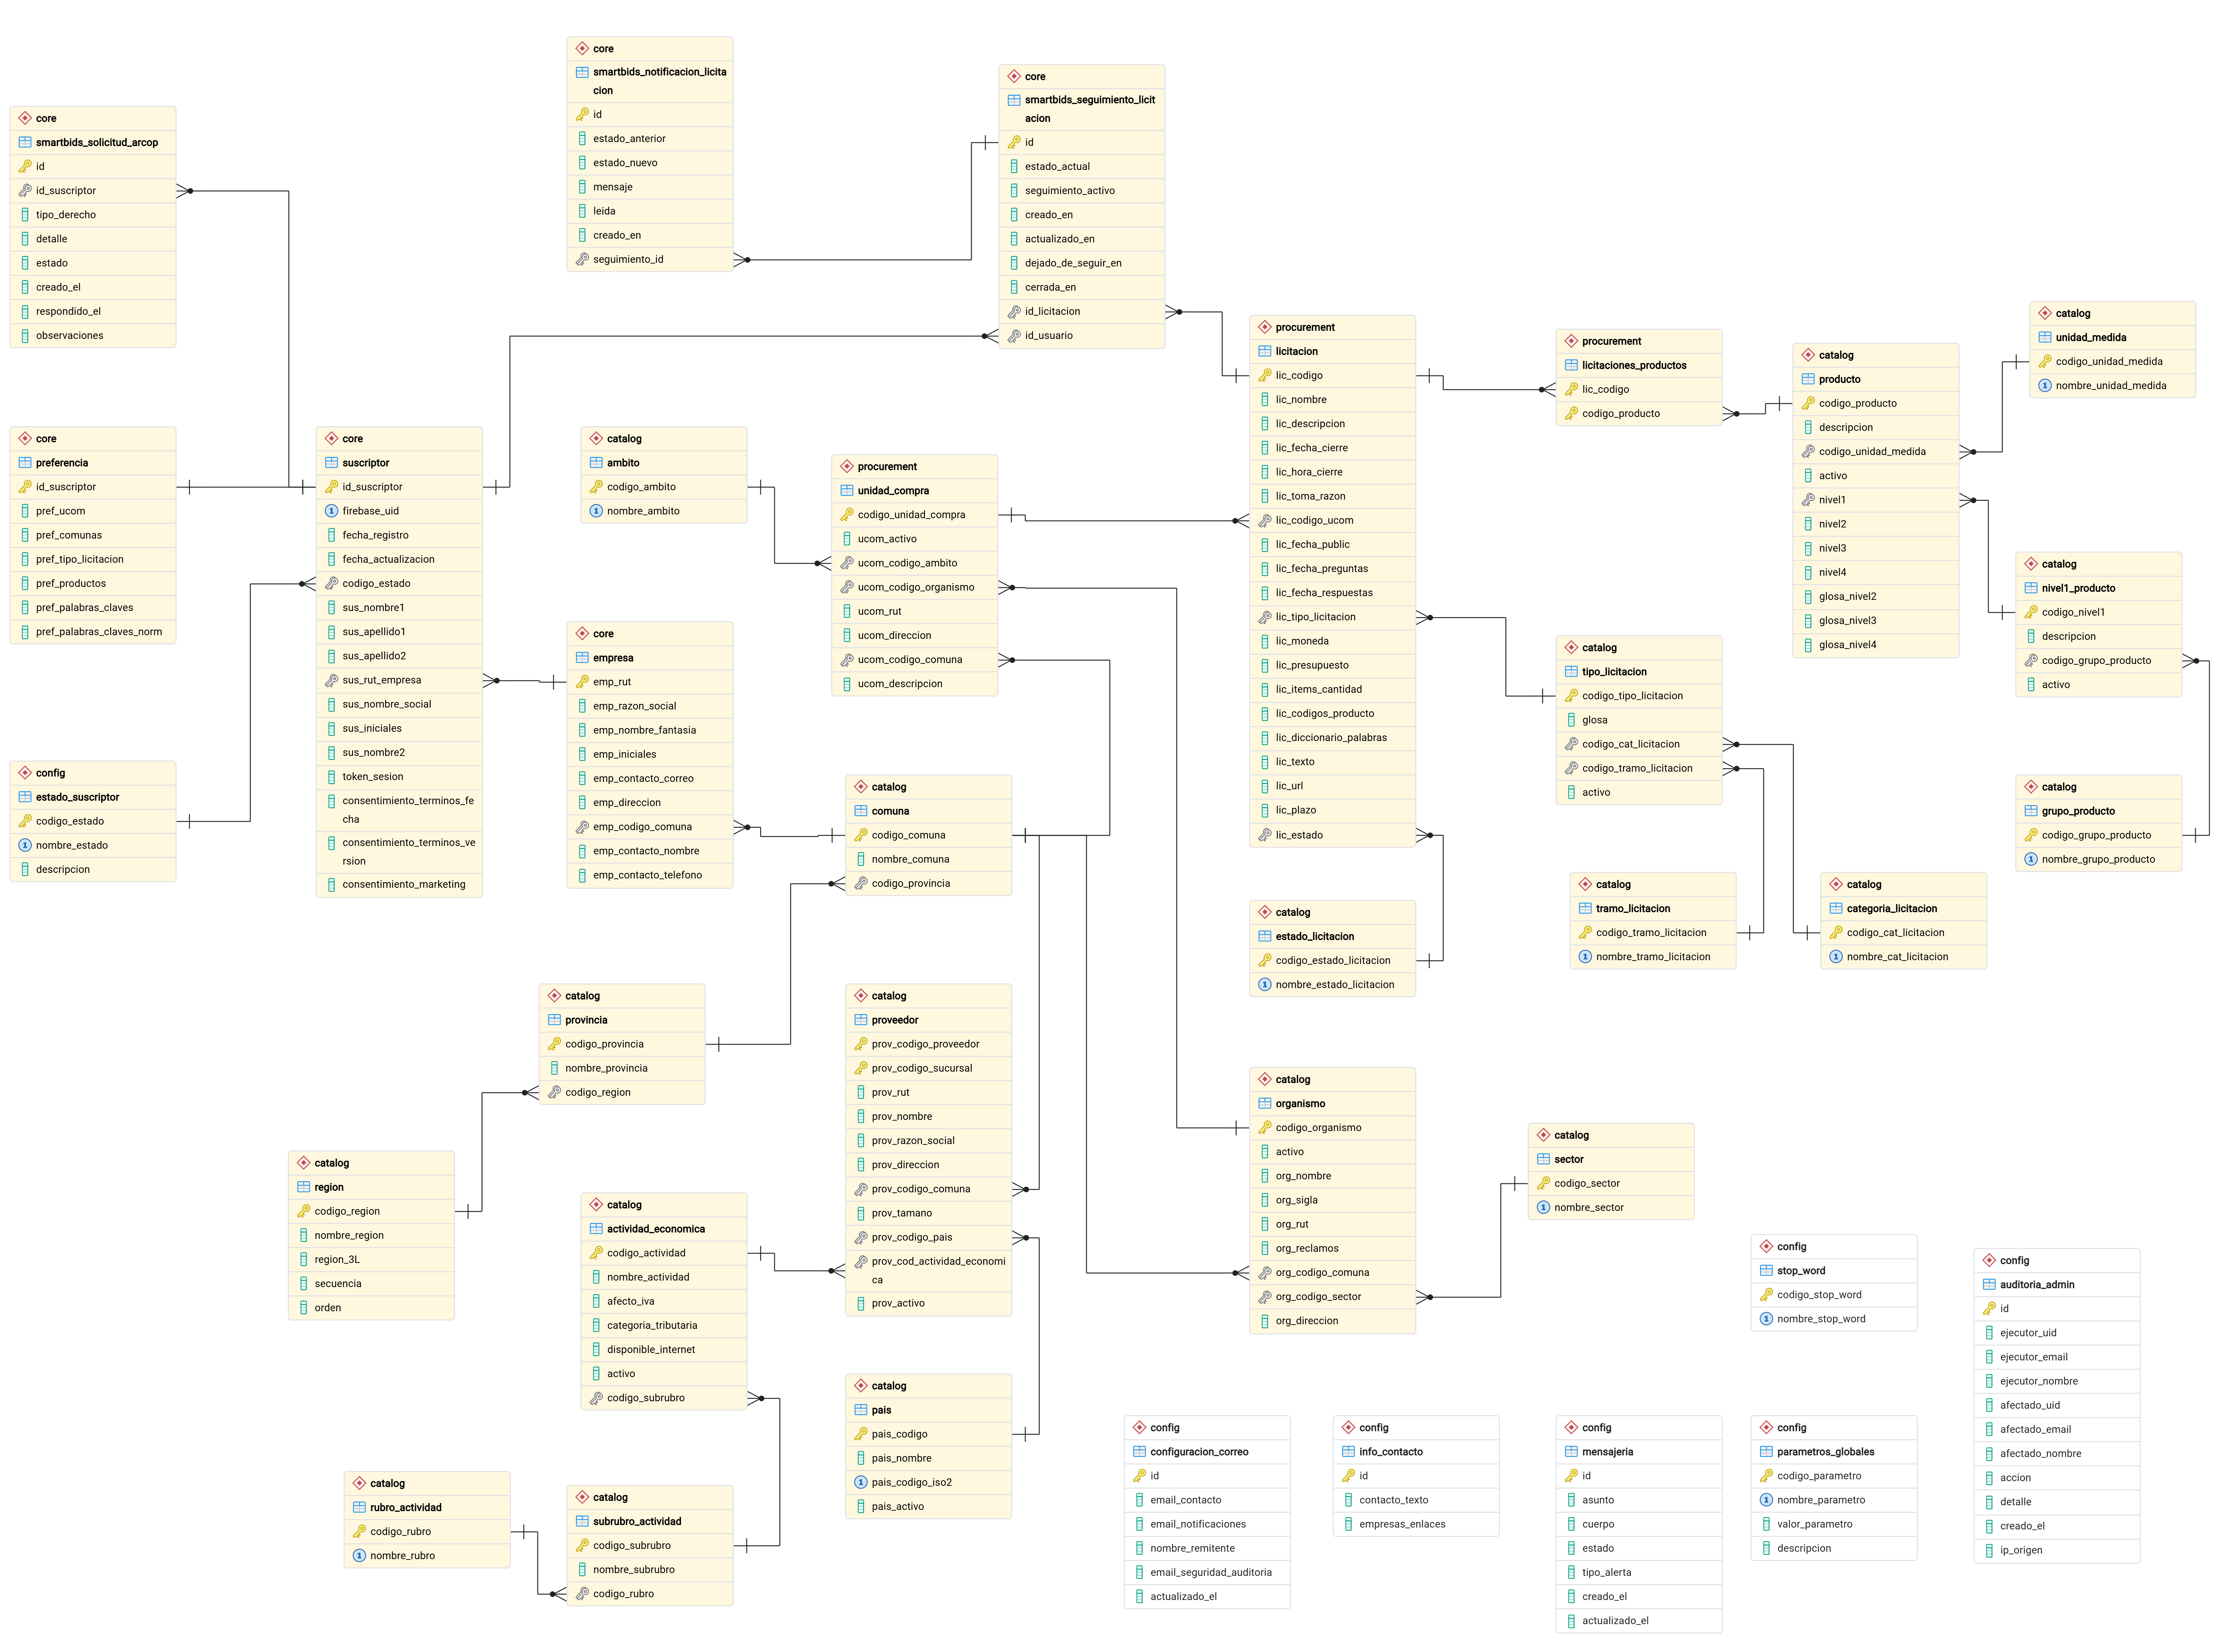 core
smartbids_notificacion_licita
cion
id
estado_anterior
estado_nuevo
mensaje
leida
creado_en
seguimiento_id
core
smartbids_seguimiento_licit
acion
id
estado_actual
seguimiento_activo
creado_en
actualizado_en
dejado_de_seguir_en
cerrada_en
id_licitacion
id_usuario
core
smartbids_solicitud_arcop
id
id_suscriptor
tipo_derecho
detalle
estado
creado_el
respondido_el
observaciones
catalog
unidad_medida
codigo_unidad_medida
nombre_unidad_medida
procurement
licitacion
lic_codigo
lic_nombre
lic_descripcion
lic_fecha_cierre
lic_hora_cierre
lic_toma_razon
lic_codigo_ucom
lic_fecha_public
lic_fecha_preguntas
lic_fecha_respuestas
lic_tipo_licitacion
lic_moneda
lic_presupuesto
lic_items_cantidad
lic_codigos_producto
lic_diccionario_palabras
lic_texto
lic_url
lic_plazo
lic_estado
procurement
licitaciones_productos
lic_codigo
codigo_producto
catalog
producto
codigo_producto
descripcion
codigo_unidad_medida
activo
nivel1
nivel2
nivel3
nivel4
glosa_nivel2
glosa_nivel3
glosa_nivel4
core
preferencia
id_suscriptor
pref_ucom
pref_comunas
pref_tipo_licitacion
pref_productos
pref_palabras_claves
pref_palabras_claves_norm
core
suscriptor
id_suscriptor
firebase_uid
fecha_registro
fecha_actualizacion
codigo_estado
sus_nombre1
sus_apellido1
sus_apellido2
sus_rut_empresa
sus_nombre_social
sus_iniciales
sus_nombre2
token_sesion
consentimiento_terminos_fe
cha
consentimiento_terminos_ve
rsion
consentimiento_marketing
catalog
ambito
codigo_ambito
nombre_ambito
procurement
unidad_compra
codigo_unidad_compra
ucom_activo
ucom_codigo_ambito
ucom_codigo_organismo
ucom_rut
ucom_direccion
ucom_codigo_comuna
ucom_descripcion
catalog
nivel1_producto
codigo_nivel1
descripcion
codigo_grupo_producto
activo
core
empresa
emp_rut
emp_razon_social
emp_nombre_fantasia
emp_iniciales
emp_contacto_correo
emp_direccion
emp_codigo_comuna
emp_contacto_nombre
emp_contacto_telefono
catalog
tipo_licitacion
codigo_tipo_licitacion
glosa
codigo_cat_licitacion
codigo_tramo_licitacion
activo
config
estado_suscriptor
codigo_estado
nombre_estado
descripcion
catalog
comuna
codigo_comuna
nombre_comuna
codigo_provincia
catalog
grupo_producto
codigo_grupo_producto
nombre_grupo_producto
catalog
tramo_licitacion
codigo_tramo_licitacion
nombre_tramo_licitacion
catalog
categoria_licitacion
codigo_cat_licitacion
nombre_cat_licitacion
catalog
estado_licitacion
codigo_estado_licitacion
nombre_estado_licitacion
catalog
provincia
codigo_provincia
nombre_provincia
codigo_region
catalog
proveedor
prov_codigo_proveedor
prov_codigo_sucursal
prov_rut
prov_nombre
prov_razon_social
prov_direccion
prov_codigo_comuna
prov_tamano
prov_codigo_pais
prov_cod_actividad_economi
ca
prov_activo
catalog
organismo
codigo_organismo
activo
org_nombre
org_sigla
org_rut
org_reclamos
org_codigo_comuna
org_codigo_sector
org_direccion
catalog
sector
codigo_sector
nombre_sector
catalog
region
codigo_region
nombre_region
region_3L
secuencia
orden
catalog
actividad_economica
codigo_actividad
nombre_actividad
afecto_iva
categoria_tributaria
disponible_internet
activo
codigo_subrubro
config
stop_word
codigo_stop_word
nombre_stop_word
config
auditoria_admin
id
ejecutor_uid
ejecutor_email
ejecutor_nombre
afectado_uid
afectado_email
afectado_nombre
accion
detalle
creado_el
ip_origen
catalog
pais
pais_codigo
pais_nombre
pais_codigo_iso2
pais_activo
config
configuracion_correo
id
email_contacto
email_notificaciones
nombre_remitente
email_seguridad_auditoria
actualizado_el
config
info_contacto
id
contacto_texto
empresas_enlaces
config
mensajeria
id
asunto
cuerpo
estado
tipo_alerta
creado_el
actualizado_el
config
parametros_globales
codigo_parametro
nombre_parametro
valor_parametro
descripcion
catalog
rubro_actividad
codigo_rubro
nombre_rubro
catalog
subrubro_actividad
codigo_subrubro
nombre_subrubro
codigo_rubro